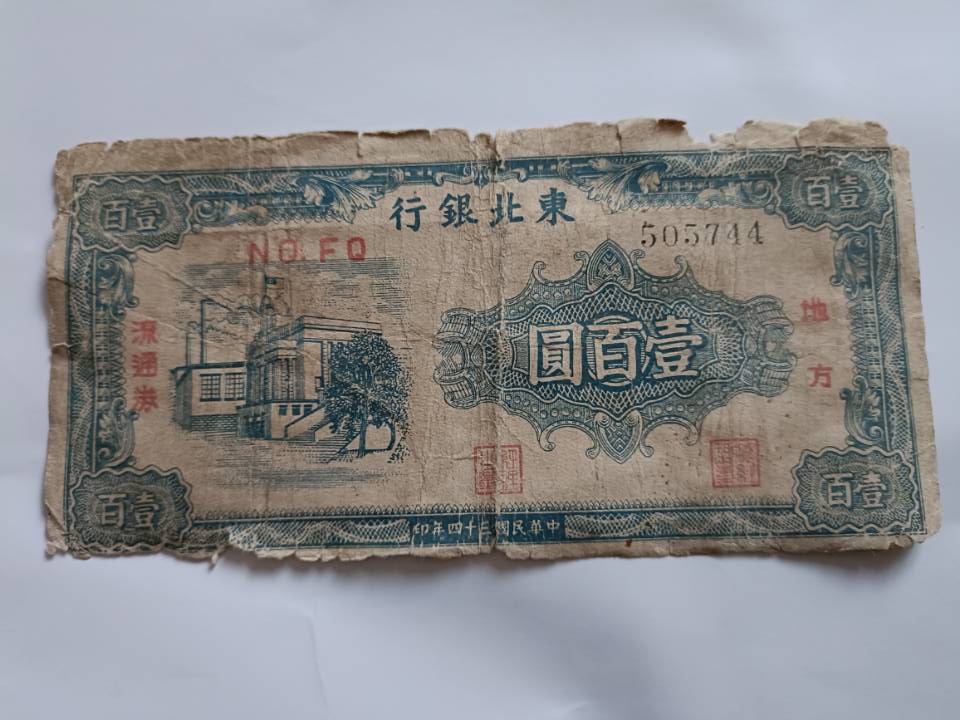 東北銀行
505744
NO. FQ
壹百
壹百
地方
流通券
壹百圓
壹百
壹百
中華民國三十四年印